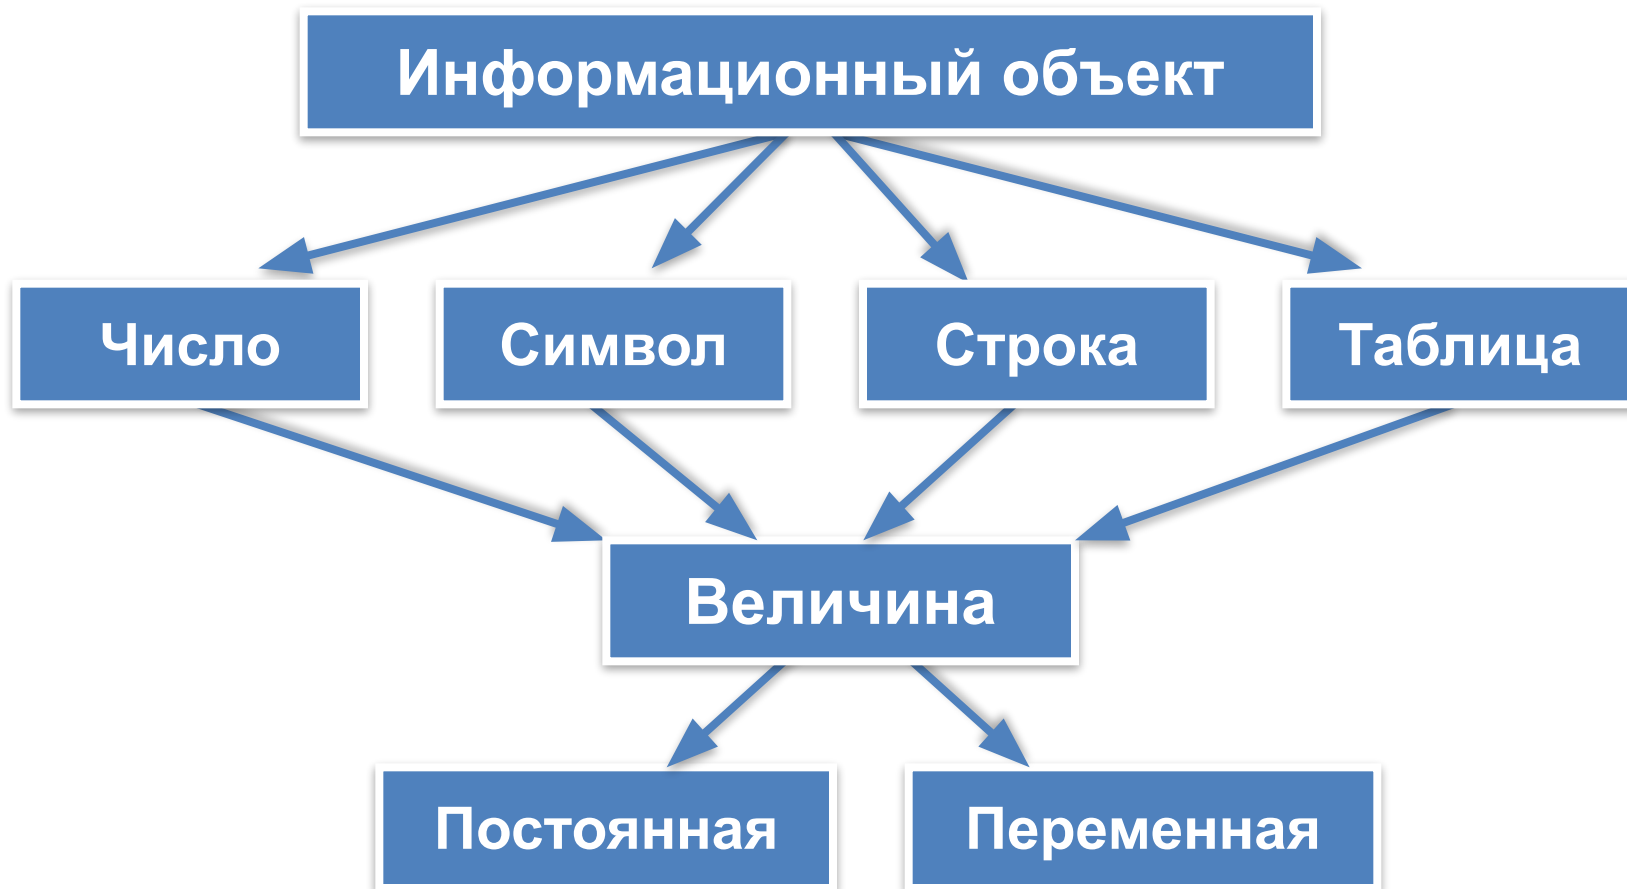 Информационный объект
Число
Символ
Строка
Таблица
Величина
Постоянная
Переменная